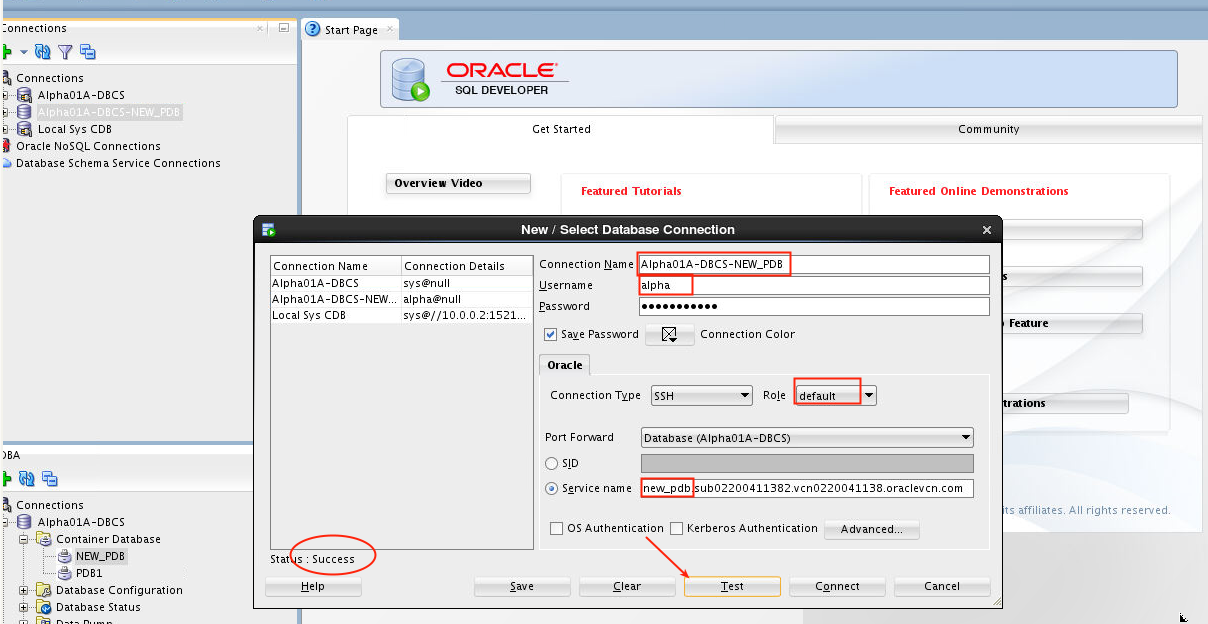 Connections
Start Page
Connections
Alpha01A-DBCS
Alpha01A-DBCS-NEW_PDB
Local Sys CDB
Oracle NoSQL Connections
Database Schema Service Connections
ORACLE
SQL DEVELOPER
Get Started
Community
Overview Video
Featured Tutorials
Featured Online Demonstrations
Feature
trations
its affiliates. All rights reserved.
New / Select Database Connection
Connection Name Connection Details
Alpha01A-DBCS sys@null
Alpha01A-DBCS-NEW... alpha@null
Local Sys CDB sys@//10.0.0.2:1521...
Connection Name Alpha01A-DBCS-NEW_PDB
Username alpha
Password
Save Password Connection Color
Oracle
Connection Type SSH Role default
Port Forward Database (Alpha01A-DBCS)
SID
Service name new_pdb.sub02200411382.vcn0220041138.oraclevcn.com
OS Authentication Kerberos Authentication Advanced...
Status : Success
Help Save Clear Test Connect Cancel
DBA
Connections
Alpha01A-DBCS
Container Database
NEW_PDB
PDB1
Database Configuration
Database Status
Data Pump